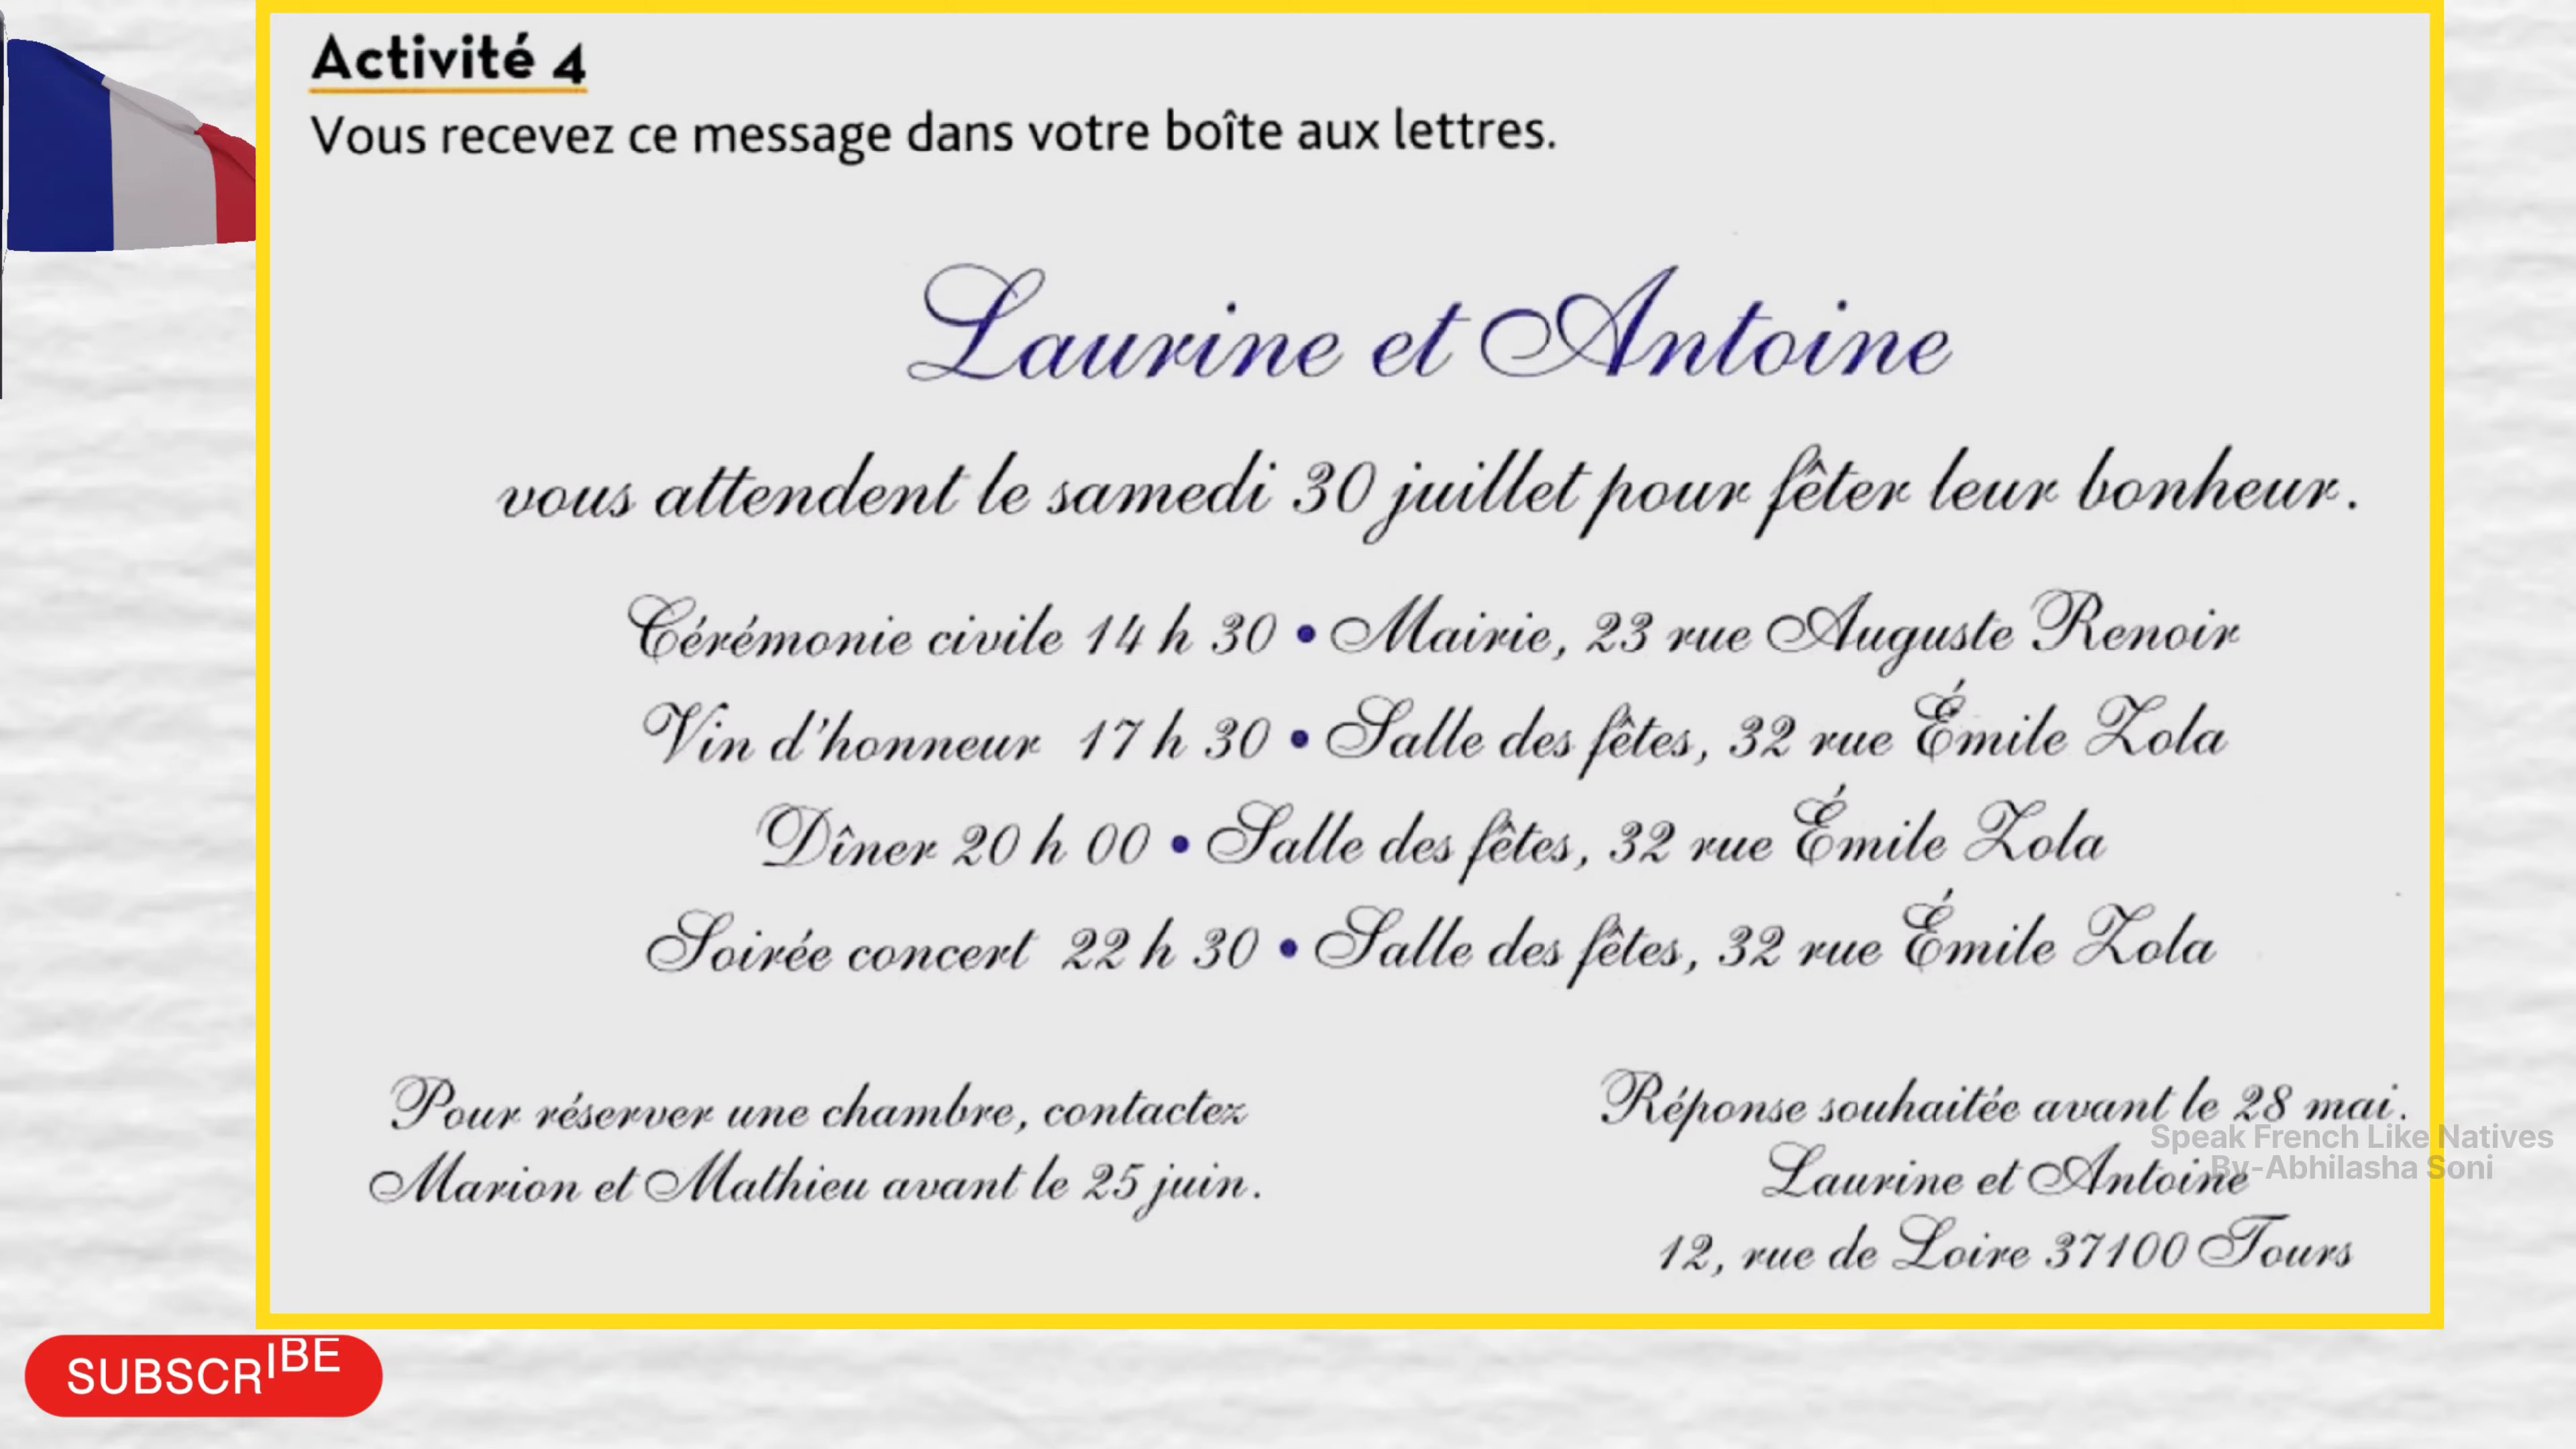 Activité 4
Vous recevez ce message dans votre boîte aux lettres.
Laurine et Antoine
vous attendent le samedi 30 juillet pour fêter leur bonheur.
Cérémonie civile 14 h 30 • Mairie, 23 rue Auguste Renoir
Vin d'honneur 17 h 30 • Salle des fêtes, 32 rue Émile Zola
Dîner 20 h 00 • Salle des fêtes, 32 rue Émile Zola
Soirée concert 22 h 30 • Salle des fêtes, 32 rue Émile Zola
Pour réserver une chambre, contactez
Marion et Mathieu avant le 25 juin.
Réponse souhaitée avant le 28 mai.
Laurine et Antoine
12, rue de Loire 37100 Tours
Speak French Like Natives
By-Abhilasha Soni
SUBSCRIBE